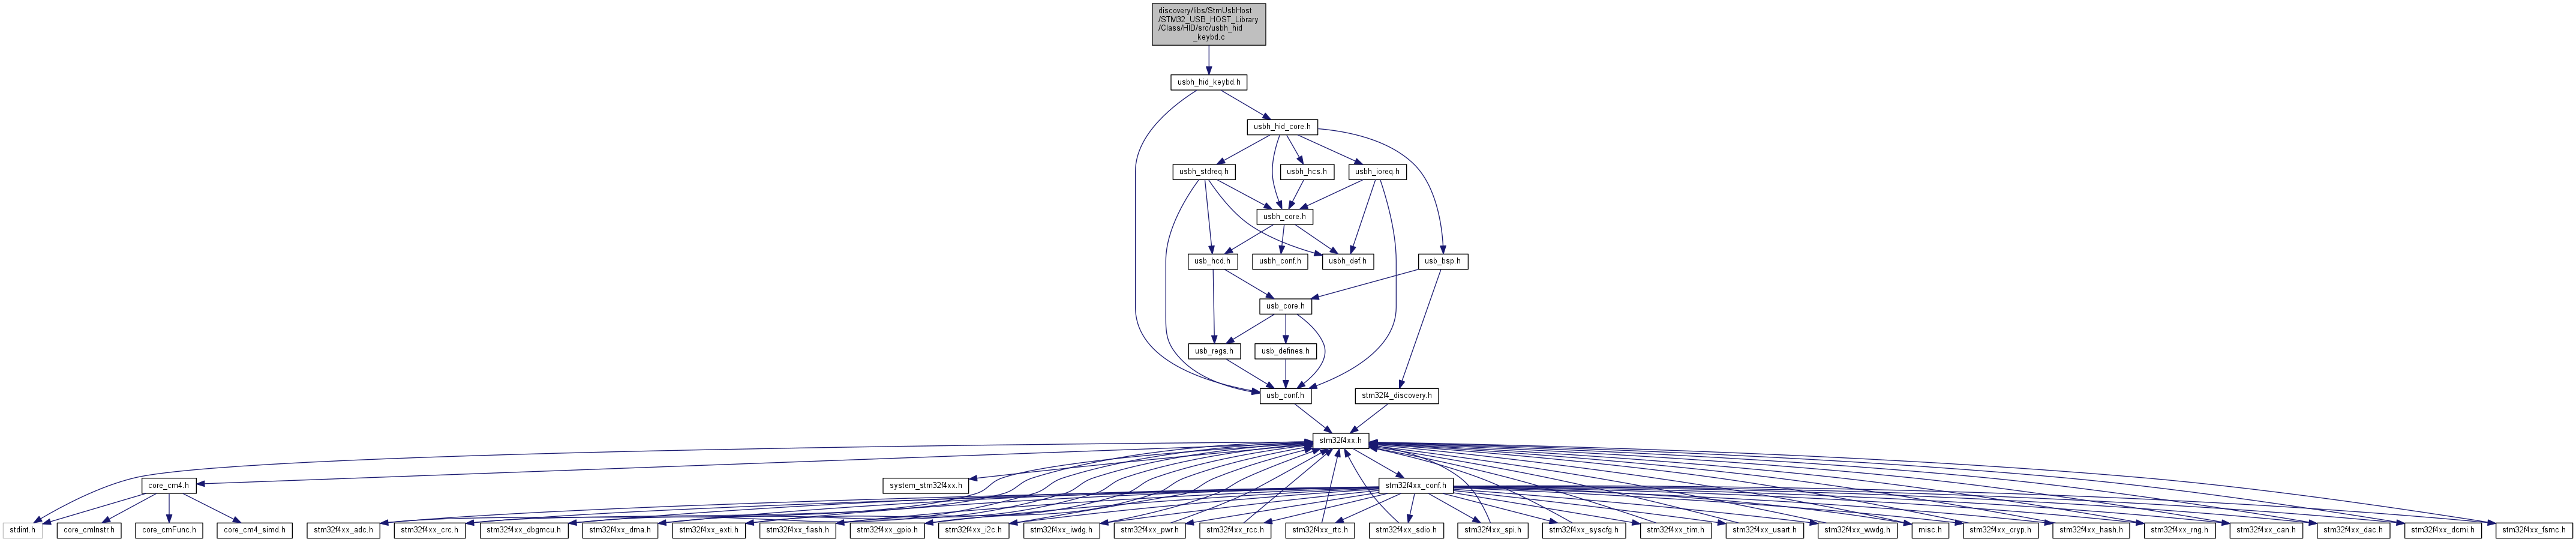 discovery/libs/StmUsbHost
/STM32_USB_HOST_Library
/Class/HID/src/usbh_hid
_keybd.c
usbh_hid_keybd.h
usbh_hid_core.h
usbh_stdreq.h
usbh_hcs.h
usbh_ioreq.h
usbh_core.h
usb_hcd.h
usbh_conf.h
usbh_def.h
usb_bsp.h
usb_core.h
usb_regs.h
usb_defines.h
usb_conf.h
stm32f4_discovery.h
stm32f4xx.h
core_cm4.h
system_stm32f4xx.h
stm32f4xx_conf.h
stdint.h
core_cmInstr.h
core_cmFunc.h
core_cm4_simd.h
stm32f4xx_adc.h
stm32f4xx_crc.h
stm32f4xx_dbgmcu.h
stm32f4xx_dma.h
stm32f4xx_exti.h
stm32f4xx_flash.h
stm32f4xx_gpio.h
stm32f4xx_i2c.h
stm32f4xx_iwdg.h
stm32f4xx_pwr.h
stm32f4xx_rcc.h
stm32f4xx_rtc.h
stm32f4xx_sdio.h
stm32f4xx_spi.h
stm32f4xx_syscfg.h
stm32f4xx_tim.h
stm32f4xx_usart.h
stm32f4xx_wwdg.h
misc.h
stm32f4xx_cryp.h
stm32f4xx_hash.h
stm32f4xx_rng.h
stm32f4xx_can.h
stm32f4xx_dac.h
stm32f4xx_dcmi.h
stm32f4xx_fsmc.h